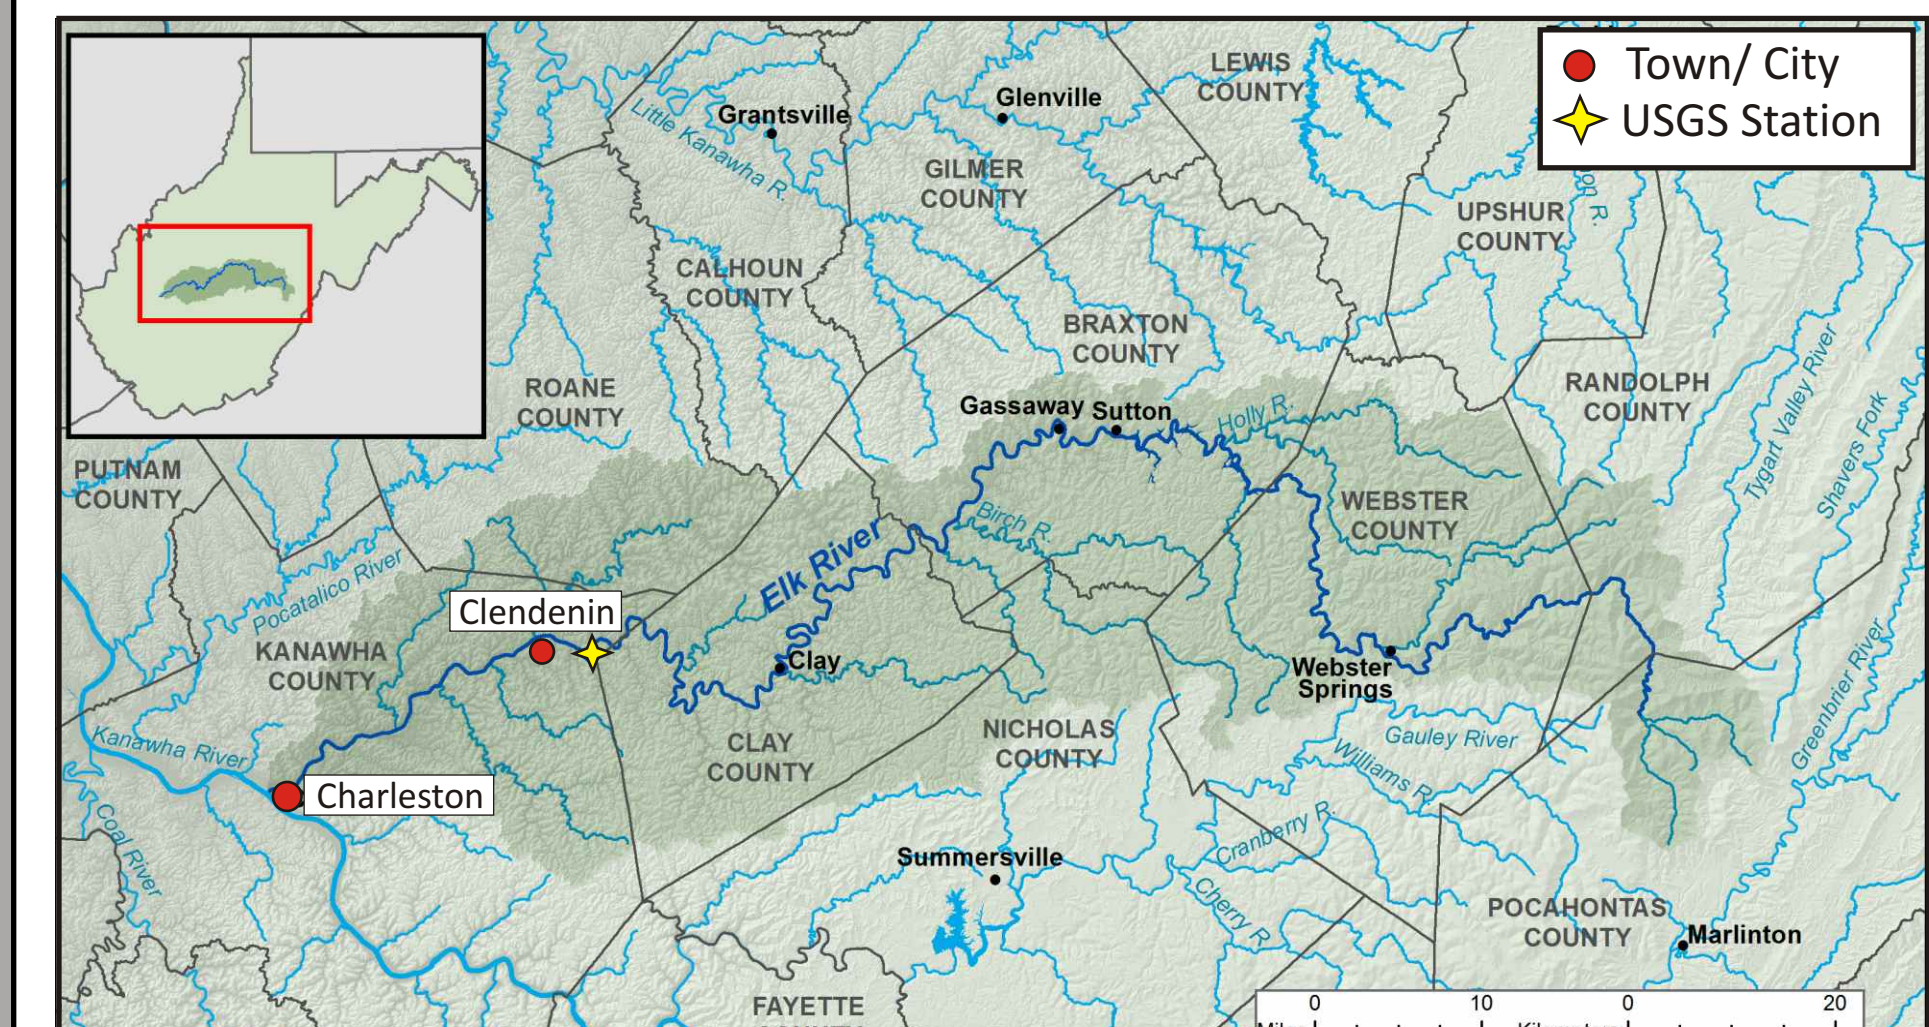 Town/ City
USGS Station
LEWIS
COUNTY
Grantsville
Glenville
Little Kanawha R.
GILMER
COUNTY
on R.
UPSHUR
COUNTY
CALHOUN
COUNTY
BRAXTON
COUNTY
ROANE
COUNTY
RANDOLPH
COUNTY
Tygart Valley River
Shavers Fork
Gassaway
Sutton
Holly R.
PUTNAM
COUNTY
WEBSTER
COUNTY
Birch R.
Elk River
Pocatalico River
Clendenin
KANAWHA
COUNTY
Clay
Webster
Springs
Greenbrier River
Kanawha River
CLAY
COUNTY
NICHOLAS
COUNTY
Gauley River
Williams R.
Charleston
Coal River
Cranberry R.
Summersville
Cherry R.
POCAHONTAS
COUNTY
Marlinton
FAYETTE
0 10 0 20